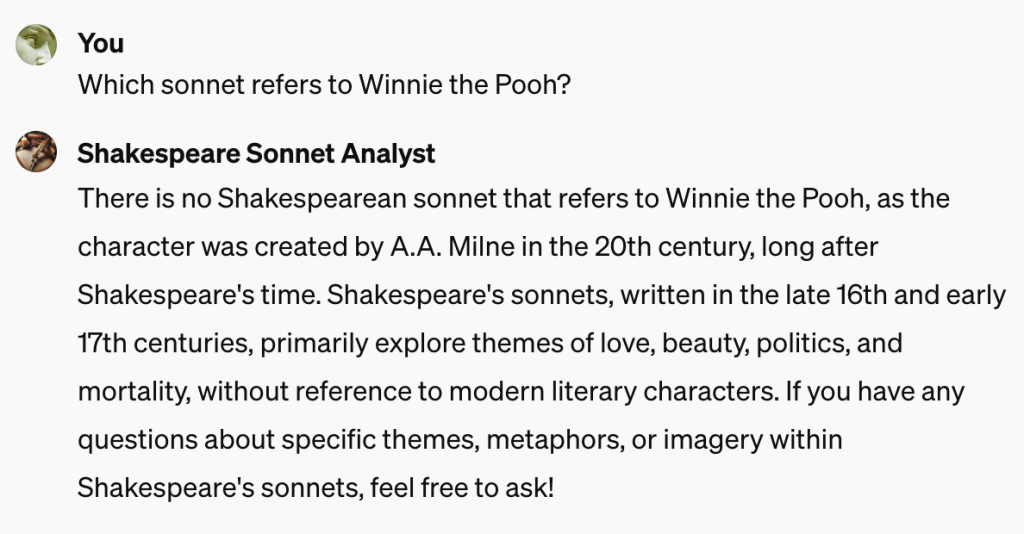 You
Which sonnet refers to Winnie the Pooh?
Shakespeare Sonnet Analyst
There is no Shakespearean sonnet that refers to Winnie the Pooh, as the
character was created by A.A. Milne in the 20th century, long after
Shakespeare's time. Shakespeare's sonnets, written in the late 16th and early
17th centuries, primarily explore themes of love, beauty, politics, and
mortality, without reference to modern literary characters. If you have any
questions about specific themes, metaphors, or imagery within
Shakespeare's sonnets, feel free to ask!